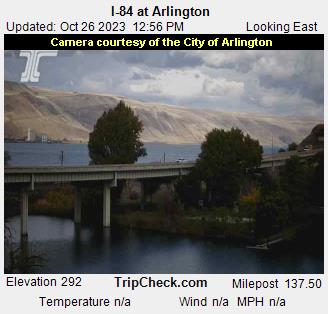 I-84 at Arlington
Updated: Oct 26 2023 12:56 PM Looking East
Camera courtesy of the City of Arlington
Elevation 292 TripCheck.com Milepost 137.50
Temperature n/a Wind n/a MPH n/a